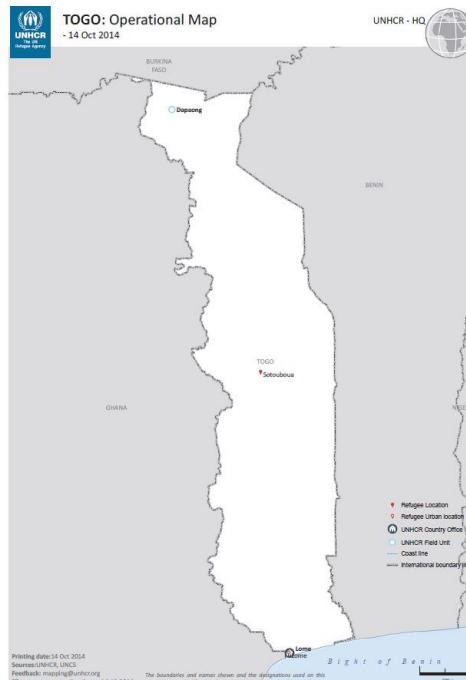 UNHCR
The UN
Refugee Agency
TOGO: Operational Map
- 14 Oct 2014
UNHCR - HQ
BURKINA
FASO
Dapaong
BENIN
TOGO
Sotouboua
GHANA
Refugee Location
Refugee Urban location
UNHCR Country Office
UNHCR Field Unit
Coast line
International boundary
Lome
Bight of Benin
Printing date: 14 Oct 2014
Sources: UNHCR, UNCS
Feedback: mapping@unhcr.org
The boundaries and names shown and the designations used on this